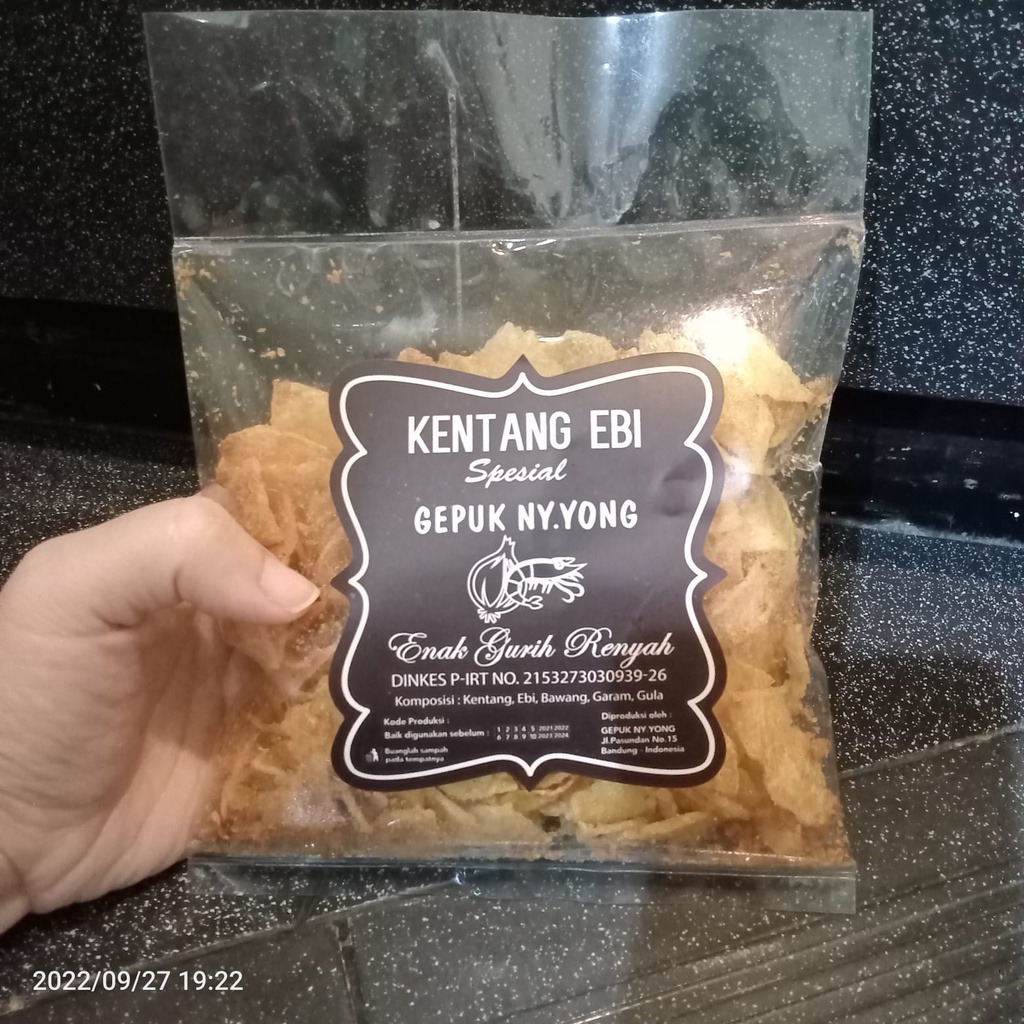 KENTANG EBI
Spesial
GEPUK NY.YONG
Enak Gurih Renyah
DINKES P-IRT NO. 2153273030939-26
Komposisi : Kentang, Ebi, Bawang, Garam, Gula
Kode Produksi :
Baik digunakan sebelum : 1 2 3 4 5 2021 2022
6 7 8 9 10 2023 2024
Buanglah sampah
pada tempatnya
Diproduksi oleh :
GEPUK NY YONG
Jl.Pasundan No.15
Bandung - Indonesia
2022/09/27 19:22